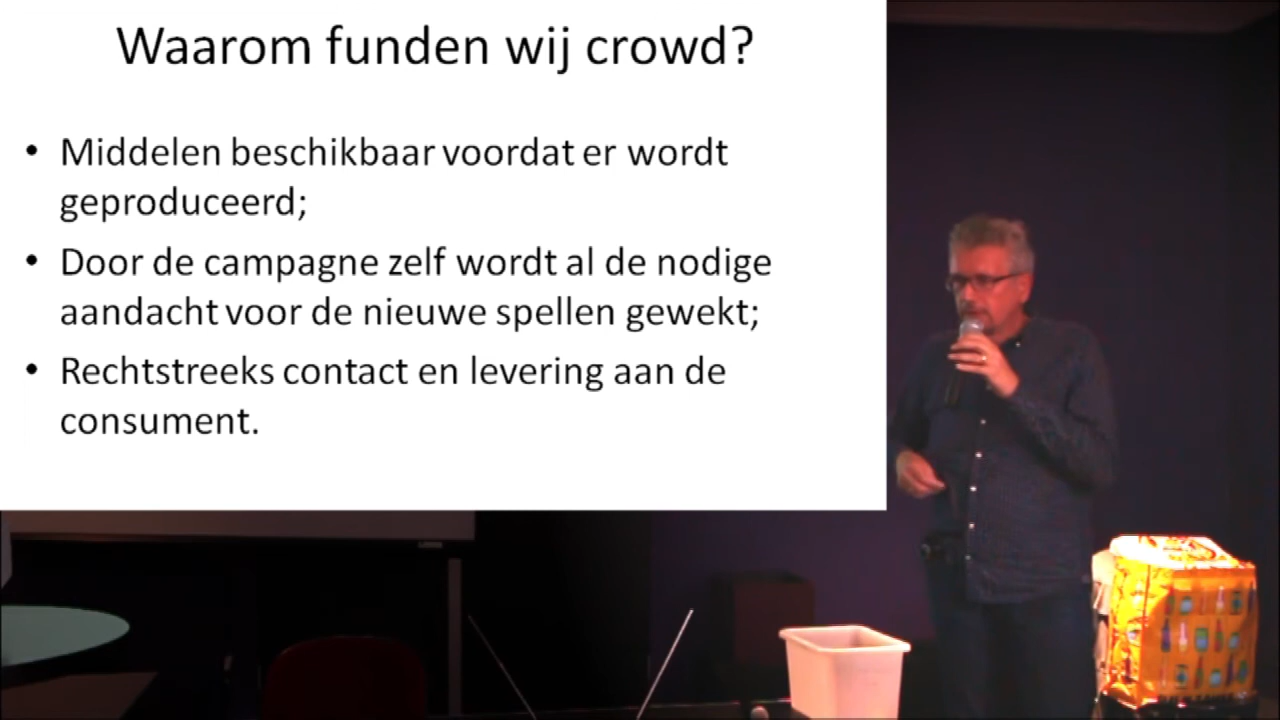 Waarom funden wij crowd?
• Middelen beschikbaar voordat er wordt
geproduceerd;
• Door de campagne zelf wordt al de nodige
aandacht voor de nieuwe spellen gewekt;
• Rechtstreeks contact en levering aan de
consument.